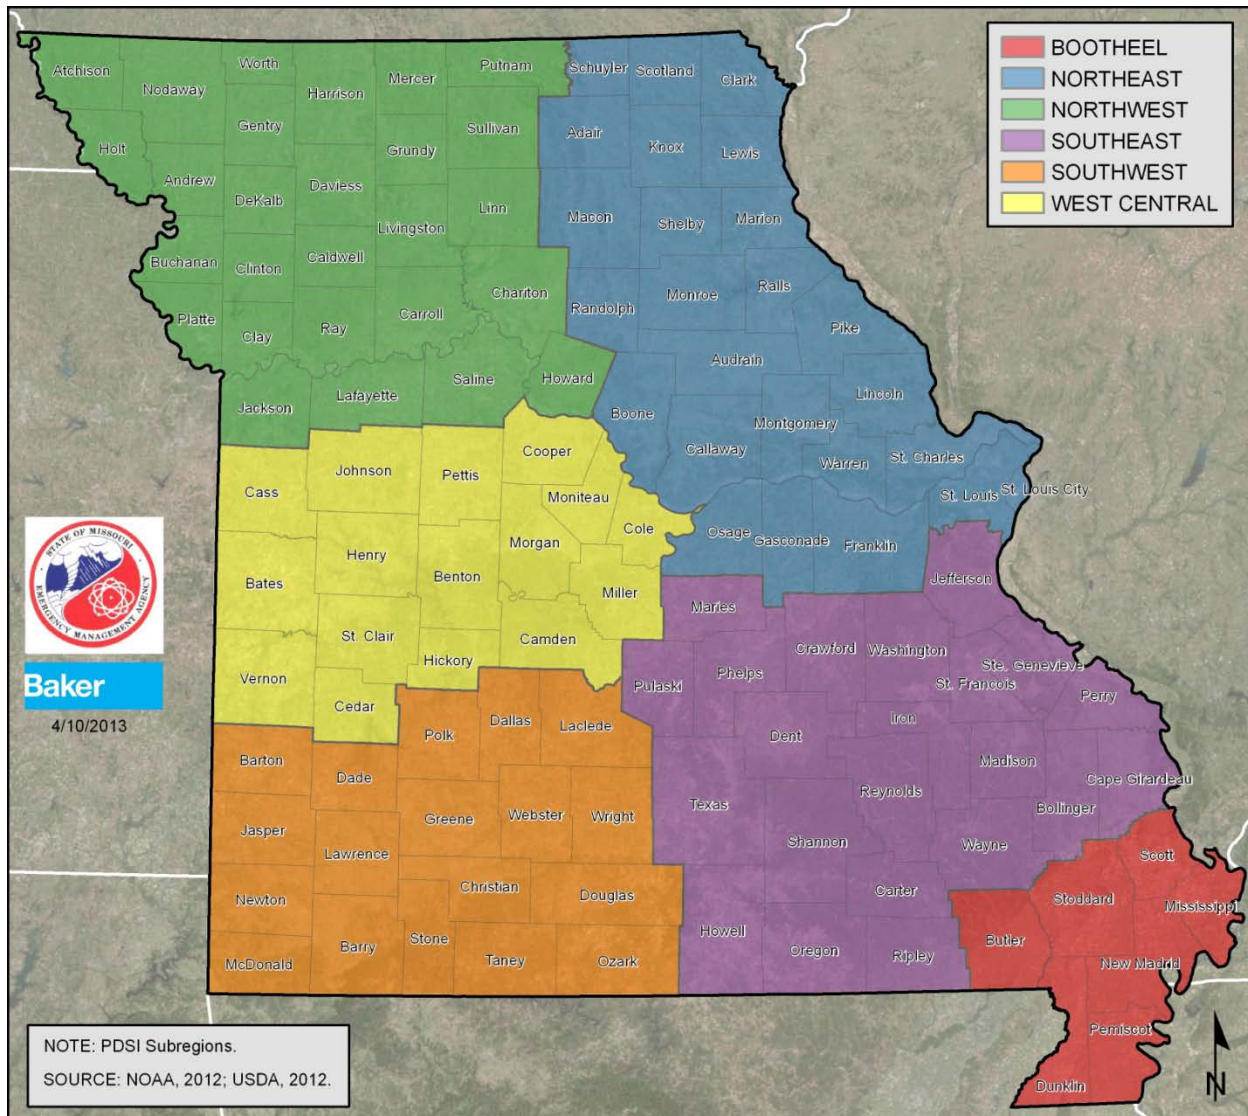 BOOTHEEL
NORTHEAST
NORTHWEST
SOUTHEAST
SOUTHWEST
WEST CENTRAL
Atchison
Nodaway
Worth
Harrison
Mercer
Putnam
Schuyler
Scotland
Clark
Holt
Gentry
Sullivan
Adair
Knox
Lewis
Andrew
DeKalb
Daviess
Grundy
Linn
Macon
Shelby
Marion
Livingston
Buchanan
Clinton
Caldwell
Chariton
Randolph
Monroe
Ralls
Platte
Clay
Ray
Carroll
Pike
Audrain
Jackson
Lafayette
Saline
Howard
Boone
Lincoln
Montgomery
Callaway
Warren
St. Charles
St. Louis
St. Louis City
Cass
Johnson
Pettis
Cooper
Moniteau
Cole
Osage
Gasconade
Franklin
Henry
Morgan
Bates
Benton
Miller
Maries
Jefferson
St. Clair
Camden
Hickory
Vernon
Cedar
Pulaski
Phelps
Crawford
Washington
Ste. Genevieve
St. Francois
Perry
Polk
Dallas
Laclede
Dent
Iron
Madison
Cape Girardeau
Barton
Dade
Bollinger
Texas
Reynolds
Jasper
Greene
Webster
Wright
Shannon
Wayne
Lawrence
Scott
Newton
Christian
Douglas
Carter
Stoddard
Mississippi
McDonald
Barry
Stone
Taney
Ozark
Howell
Oregon
Ripley
Butler
New Madrid
Pemiscot
Dunklin
STATE OF MISSOURI
EMERGENCY MANAGEMENT AGENCY
Baker
4/10/2013
NOTE: PDSI Subregions.
SOURCE: NOAA, 2012; USDA, 2012.
N